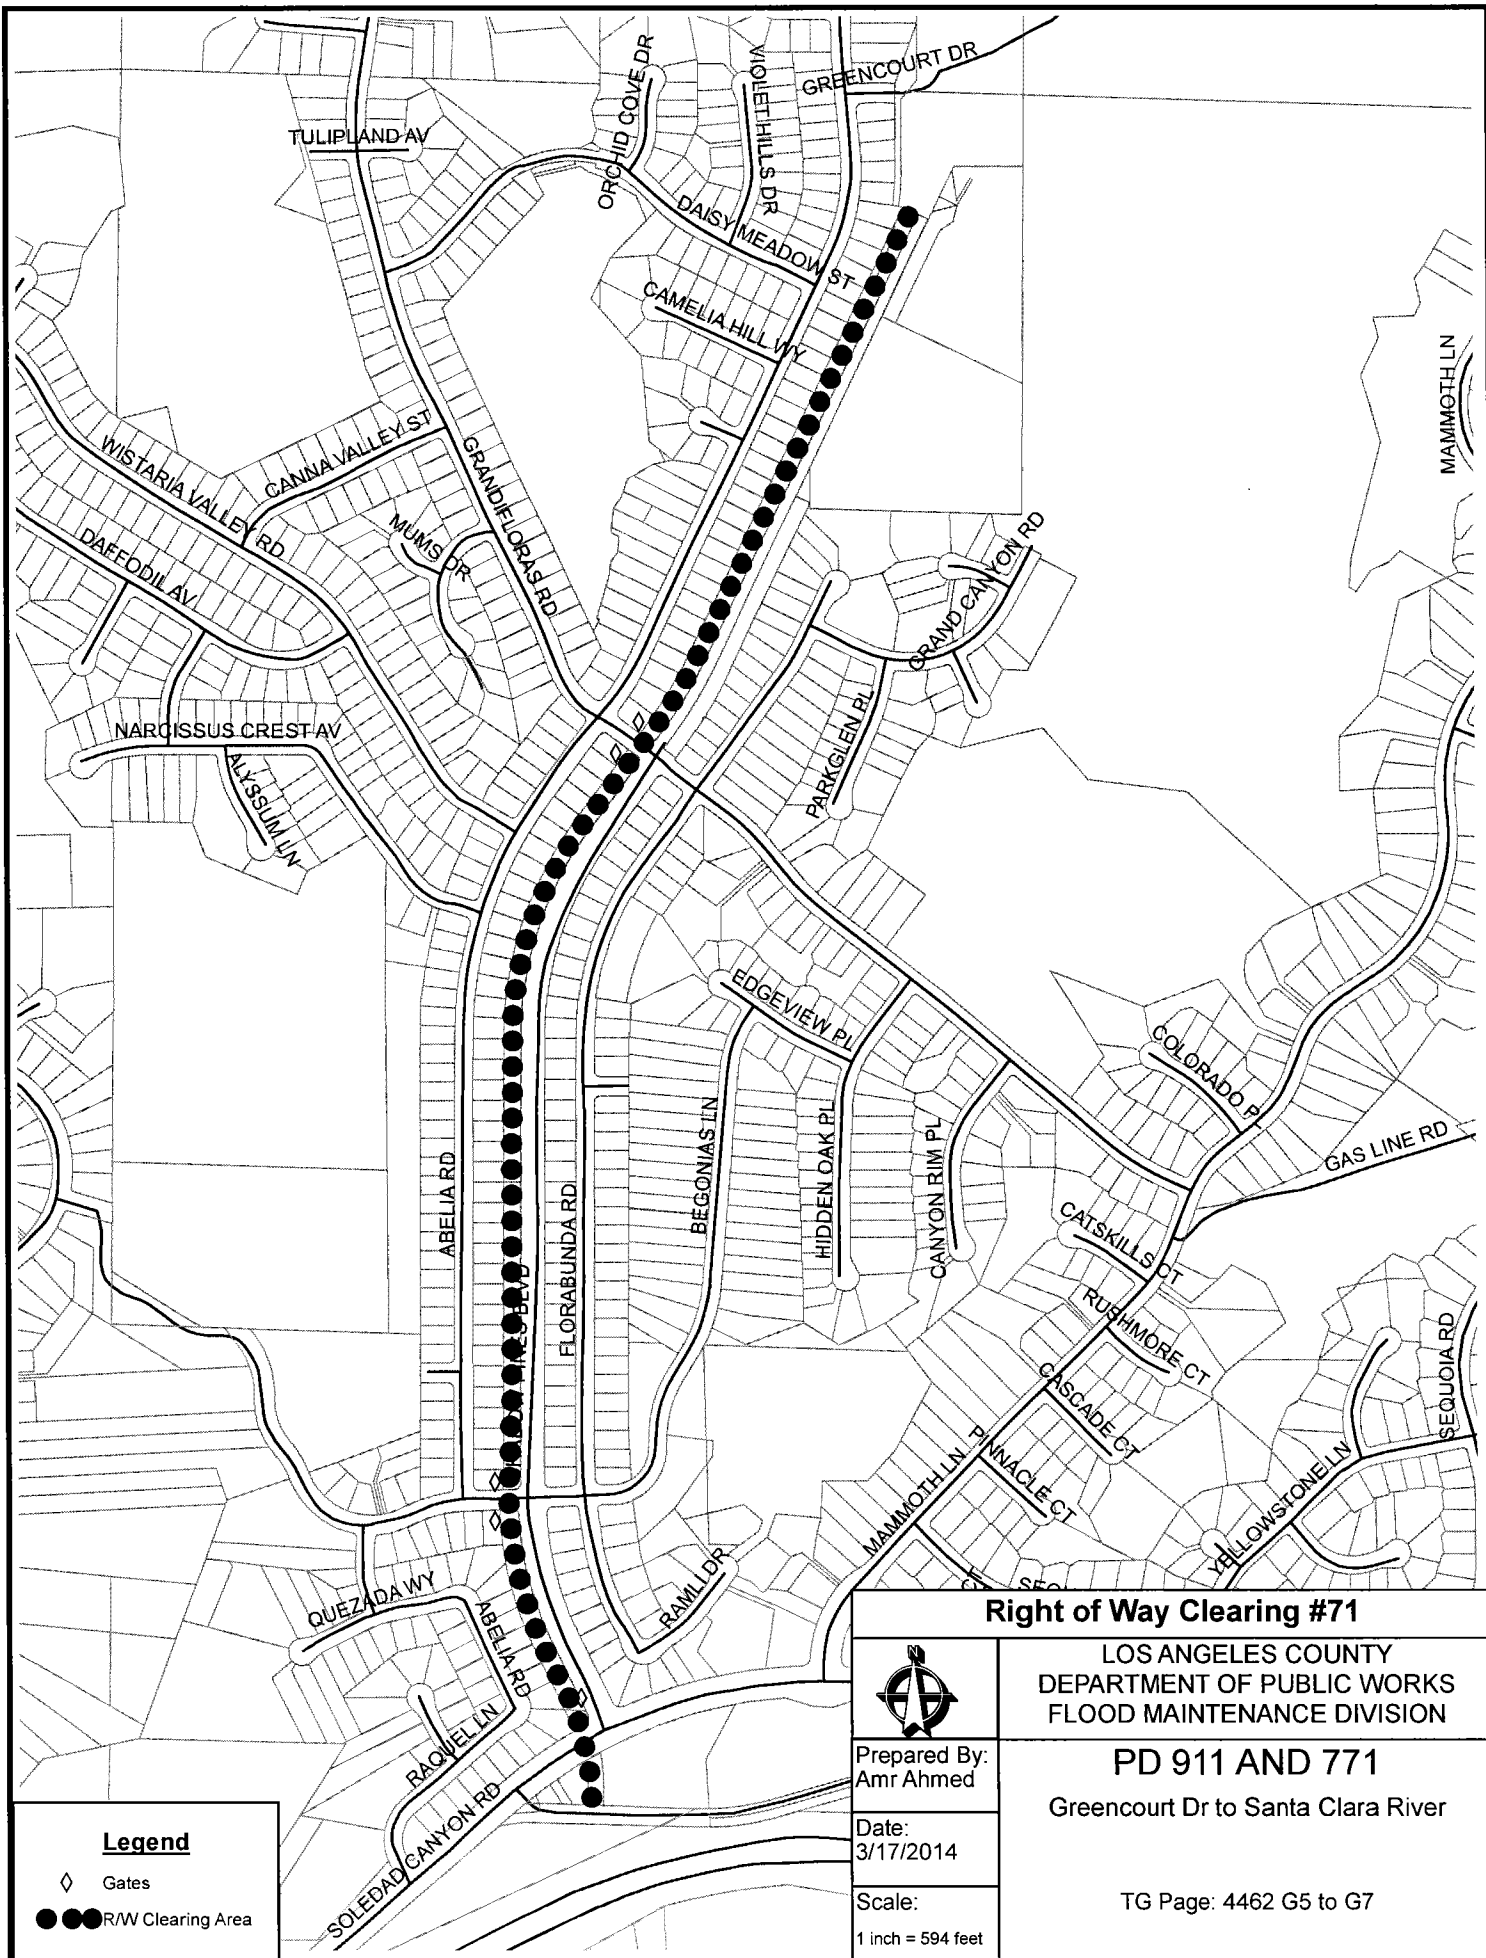 GREENCOURT DR
ORCHID COVE DR
VIOLET HILLS DR
TULIPLAND AV
DAISY MEADOW ST
CAMELIA HILL WY
MAMMOTH LN
WISTARIA VALLEY RD
CANNA VALLEY ST
GRANDIFLORAS RD
DAFFODIL AV
MUMS DR
GRAND CANYON RD
NARCISSUS CREST AV
ALYSSUM LN
PARKGLEN PL
EDGEVIEW PL
COLORADO P
GAS LINE RD
BEGONIAS LN
HIDDEN OAK PL
CANYON RIM PL
ABELIA RD
FLORABUNDA RD
BLVD
CATSKILLS CT
RUSHMORE CT
CASCADE CT
SEQUOIA RD
PINNACLE CT
MAMMOTH LN
YELLOWSTONE LN
QUEZADA WY
ABELIA RD
RAMLI DR
RAQUEL LN
SOLEDAD CANYON RD
Right of Way Clearing #71
N
LOS ANGELES COUNTY
DEPARTMENT OF PUBLIC WORKS
FLOOD MAINTENANCE DIVISION
Prepared By:
Amr Ahmed
PD 911 AND 771
Greencourt Dr to Santa Clara River
Date:
3/17/2014
TG Page: 4462 G5 to G7
Scale:
1 inch = 594 feet
Legend
Gates
R/W Clearing Area